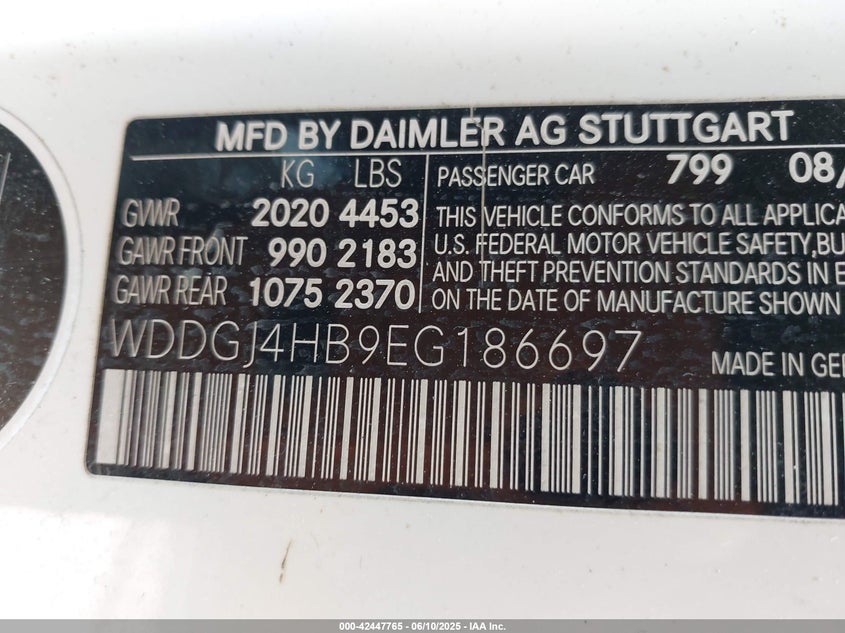 MFD BY DAIMLER AG STUTTGART
KG LBS
GVWR 2020 4453
GAWR FRONT 990 2183
GAWR REAR 1075 2370
PASSENGER CAR 799 08/
THIS VEHICLE CONFORMS TO ALL APPLICA
U.S. FEDERAL MOTOR VEHICLE SAFETY, BU
AND THEFT PREVENTION STANDARDS IN E
ON THE DATE OF MANUFACTURE SHOWN
WDDGJ4HB9EG186697 MADE IN GE
000-42447765 - 06/10/2025 - IAA Inc.